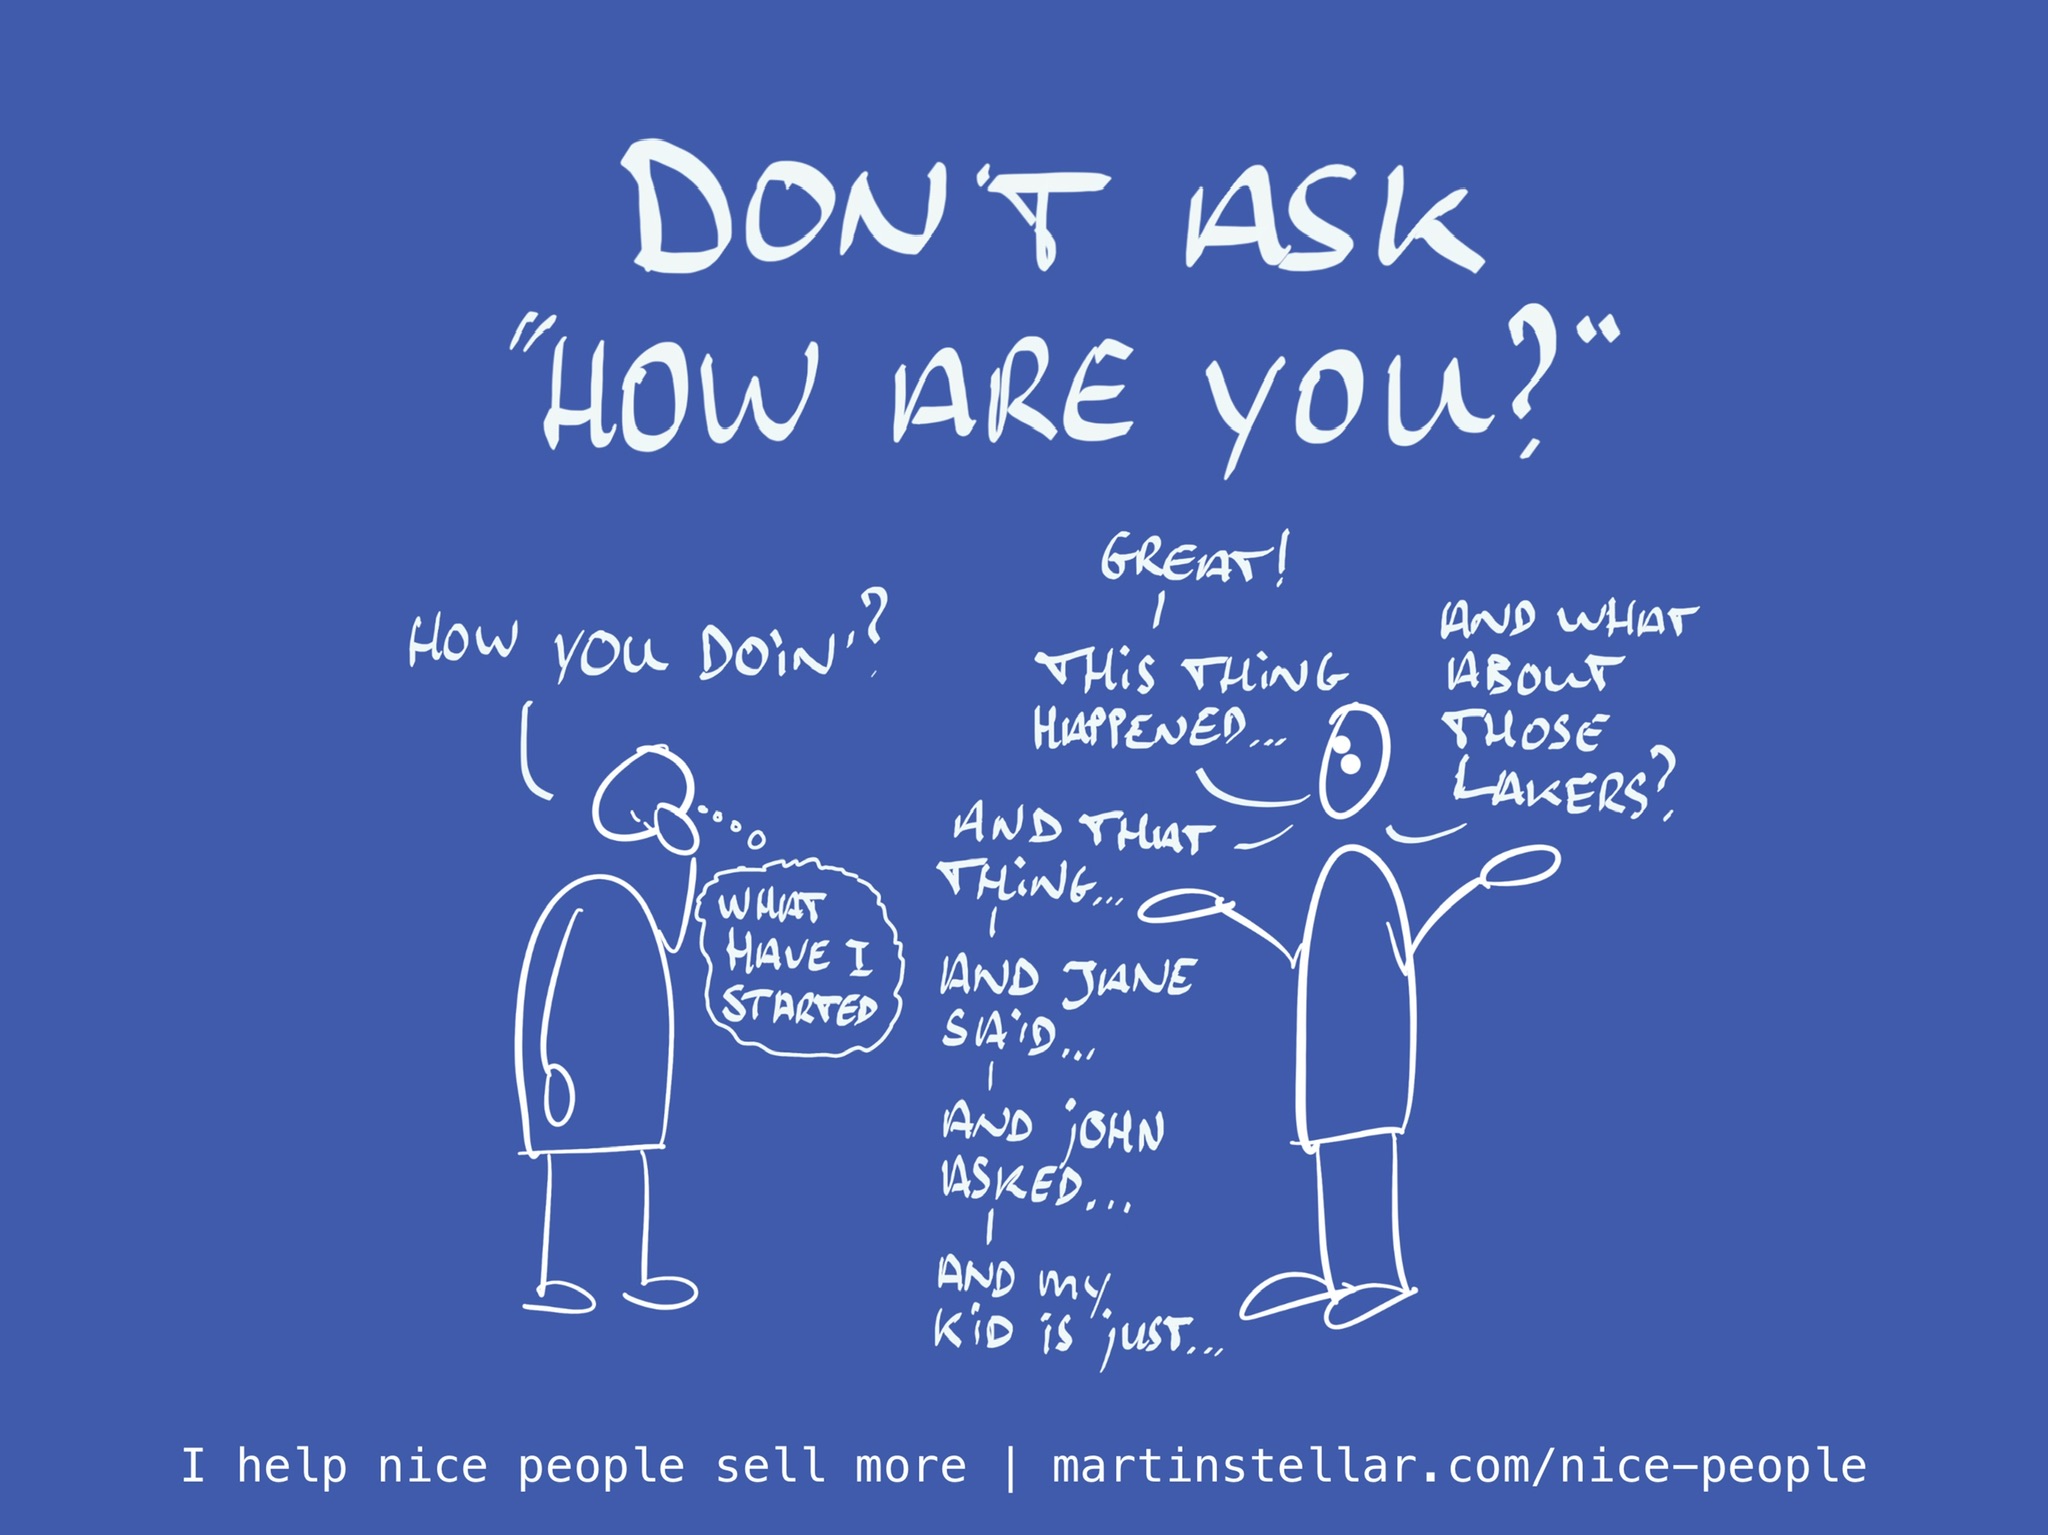 DON'T ASK
"HOW ARE YOU?"
HOW YOU DOIN'?
WHAT
HAVE I
STARTED
GREAT!
THIS THING
HAPPENED...
AND THAT
THING...
AND JANE
SAID...
AND JOHN
ASKED...
AND MY
KID IS JUST...
AND WHAT
ABOUT
THOSE
LAKERS?
I help nice people sell more | martinstellar.com/nice-people